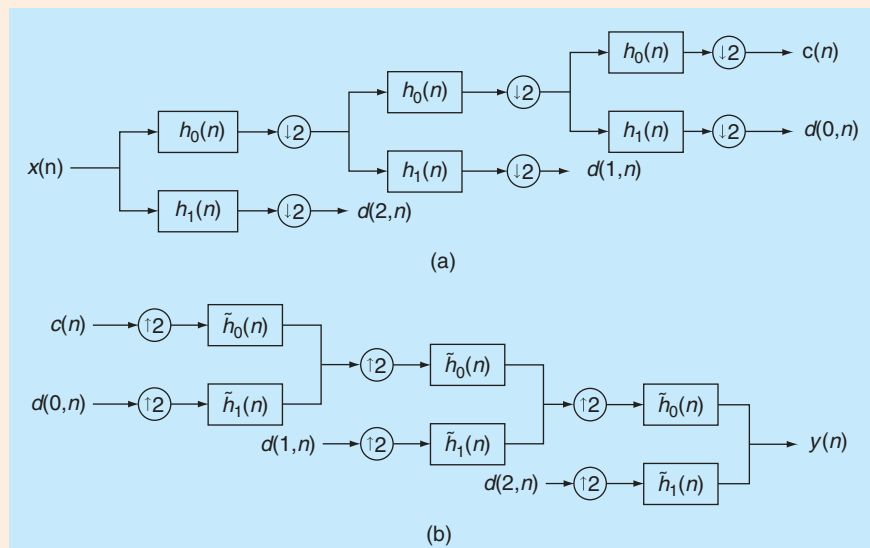 h₀(n) ↓2 c(n)
h₀(n) ↓2
h₀(n) ↓2 h₁(n) ↓2 d(0,n)
x(n) h₁(n) ↓2 d(1,n)
h₁(n) ↓2 d(2,n)
(a)
c(n) ↑2 h̃₀(n)
↑2 h̃₀(n)
d(0,n) ↑2 h̃₁(n) ↑2 h̃₀(n)
d(1,n) ↑2 h̃₁(n) y(n)
d(2,n) ↑2 h̃₁(n)
(b)